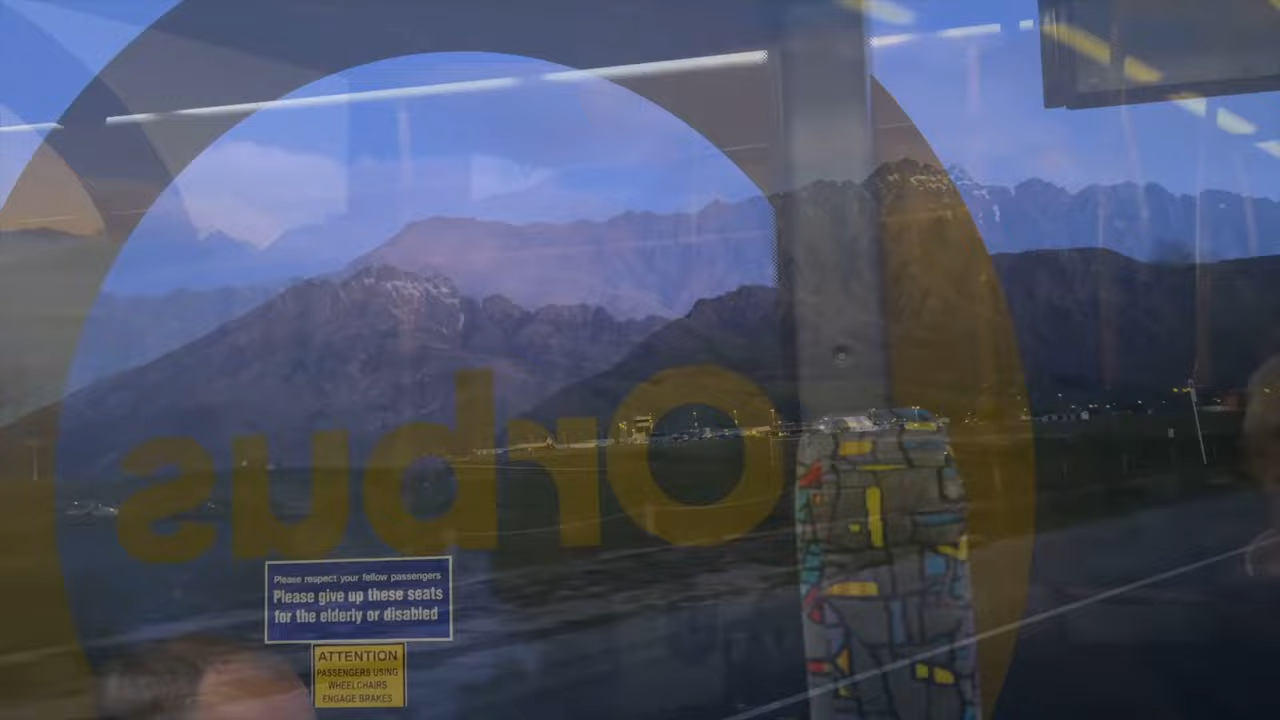 Orbus
Please respect your fellow passengers
Please give up these seats
for the elderly or disabled
ATTENTION
PASSENGERS USING
WHEELCHAIRS
ENGAGE BRAKES